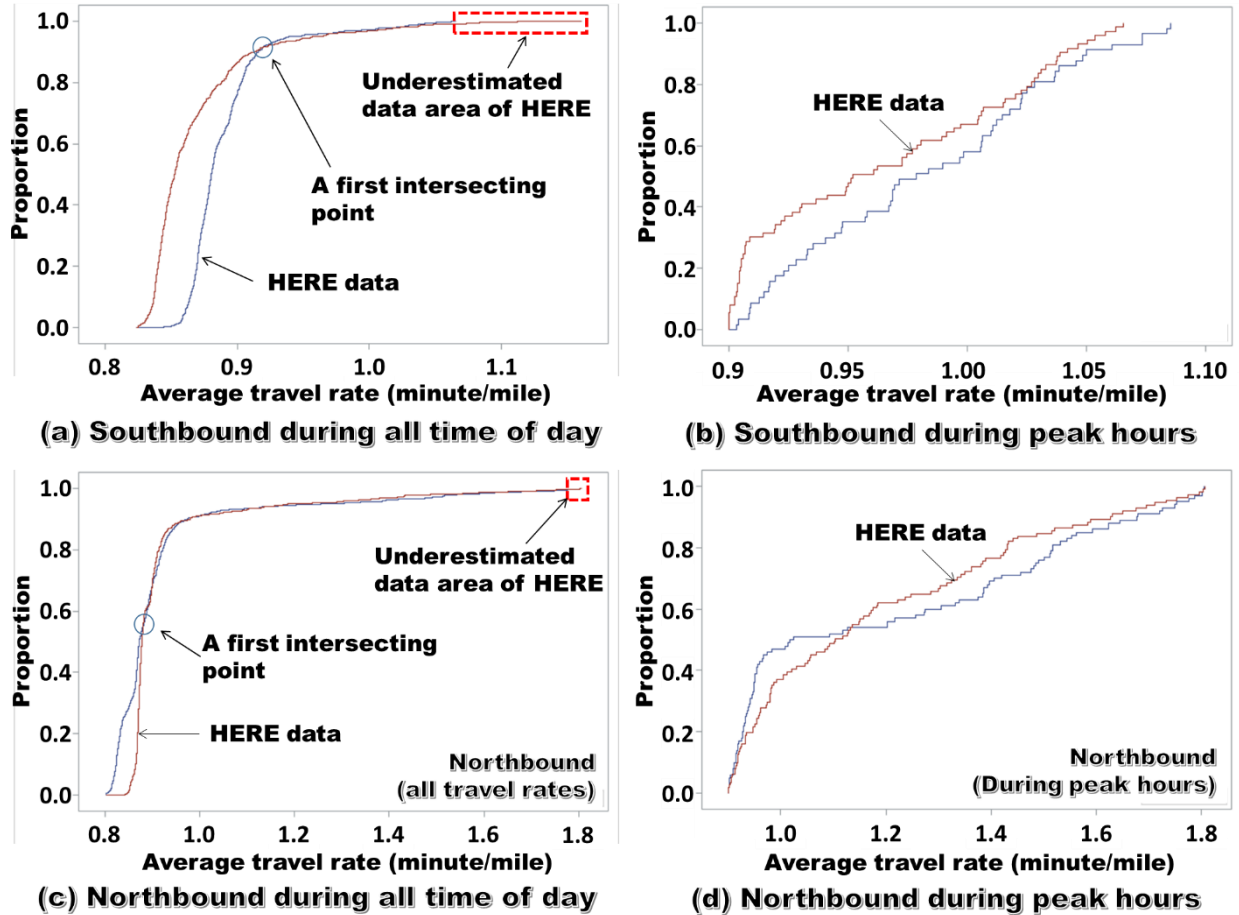 1.0
0.8
0.6
0.4
0.2
0.0
Proportion
Underestimated
data area of HERE
A first intersecting
point
HERE data
0.8
0.9
1.0
1.1
Average travel rate (minute/mile)
(a) Southbound during all time of day
1.0
0.8
0.6
0.4
0.2
0.0
Proportion
HERE data
0.9
0.95
1.00
1.05
1.10
Average travel rate (minute/mile)
(b) Southbound during peak hours
1.0
0.8
0.6
0.4
0.2
0.0
Proportion
Underestimated
data area of HERE
A first intersecting
point
HERE data
Northbound
(all travel rates)
0.8
1.0
1.2
1.4
1.6
1.8
Average travel rate (minute/mile)
(c) Northbound during all time of day
1.0
0.8
0.6
0.4
0.2
0.0
Proportion
HERE data
Northbound
(During peak hours)
1.0
1.2
1.4
1.6
1.8
Average travel rate (minute/mile)
(d) Northbound during peak hours